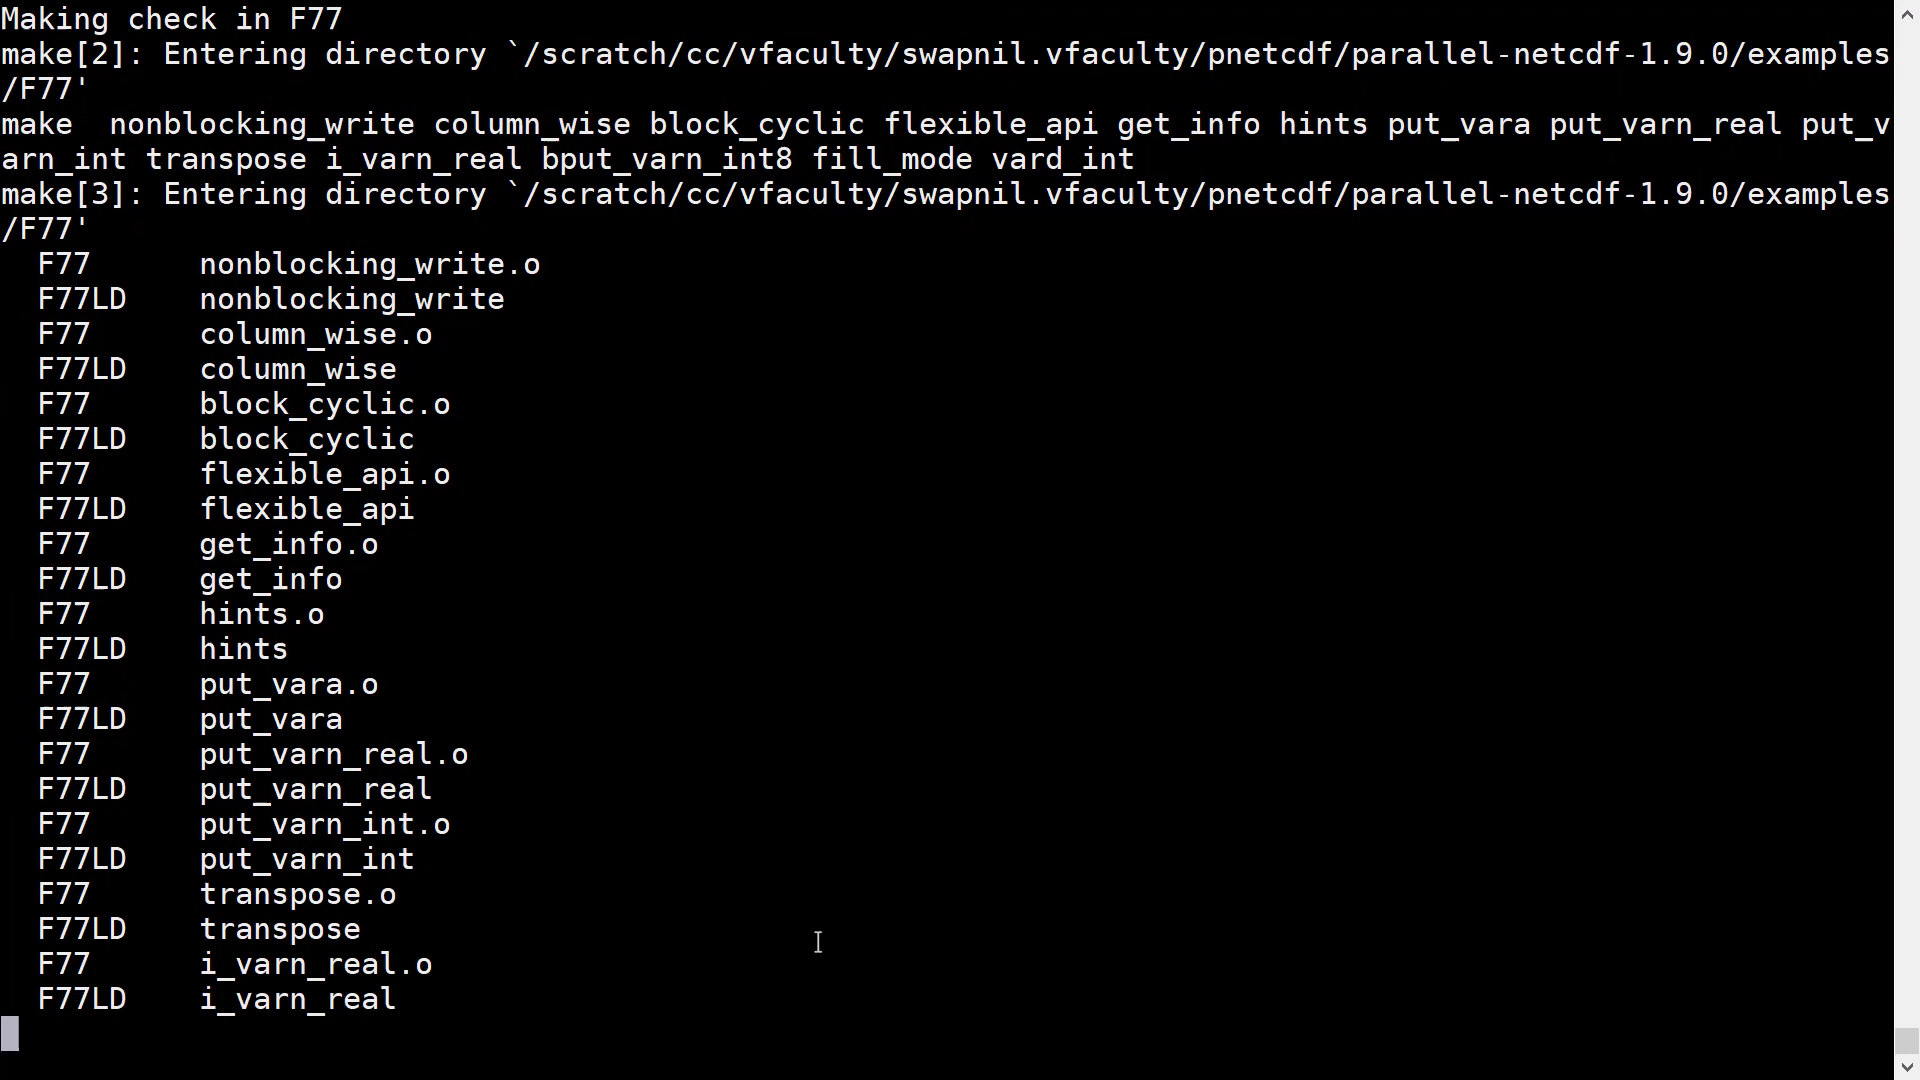 Making check in F77
make[2]: Entering directory `/scratch/cc/vfaculty/swapnil.vfaculty/pnetcdf/parallel-netcdf-1.9.0/examples
/F77'
make  nonblocking_write column_wise block_cyclic flexible_api get_info hints put_vara put_varn_real put_v
arn_int transpose i_varn_real bput_varn_int8 fill_mode vard_int
make[3]: Entering directory `/scratch/cc/vfaculty/swapnil.vfaculty/pnetcdf/parallel-netcdf-1.9.0/examples
/F77'
  F77      nonblocking_write.o
  F77LD    nonblocking_write
  F77      column_wise.o
  F77LD    column_wise
  F77      block_cyclic.o
  F77LD    block_cyclic
  F77      flexible_api.o
  F77LD    flexible_api
  F77      get_info.o
  F77LD    get_info
  F77      hints.o
  F77LD    hints
  F77      put_vara.o
  F77LD    put_vara
  F77      put_varn_real.o
  F77LD    put_varn_real
  F77      put_varn_int.o
  F77LD    put_varn_int
  F77      transpose.o
  F77LD    transpose
  F77      i_varn_real.o
  F77LD    i_varn_real